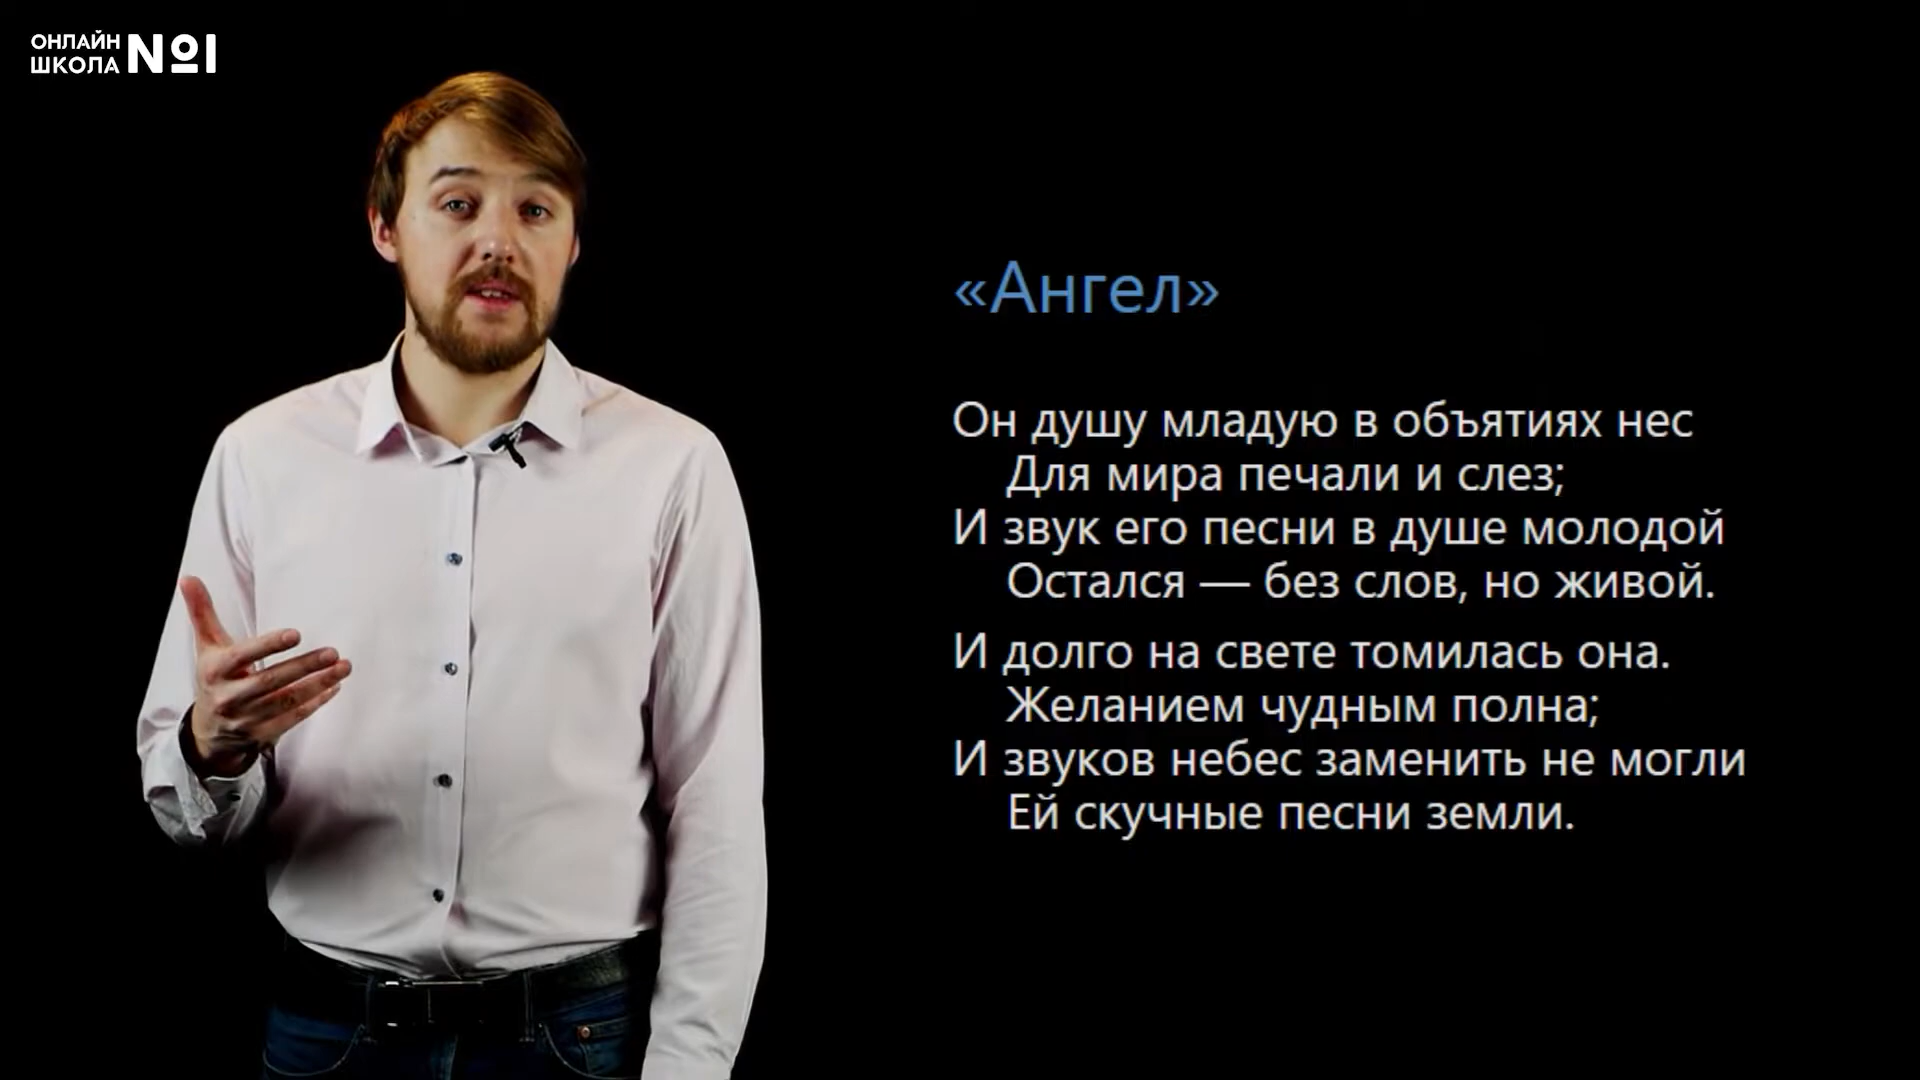 ОНЛАЙН
ШКОЛА №1
«Ангел»
Он душу младую в объятиях нес
Для мира печали и слез;
И звук его песни в душе молодой
Остался — без слов, но живой.
И долго на свете томилась она.
Желанием чудным полна;
И звуков небес заменить не могли
Ей скучные песни земли.